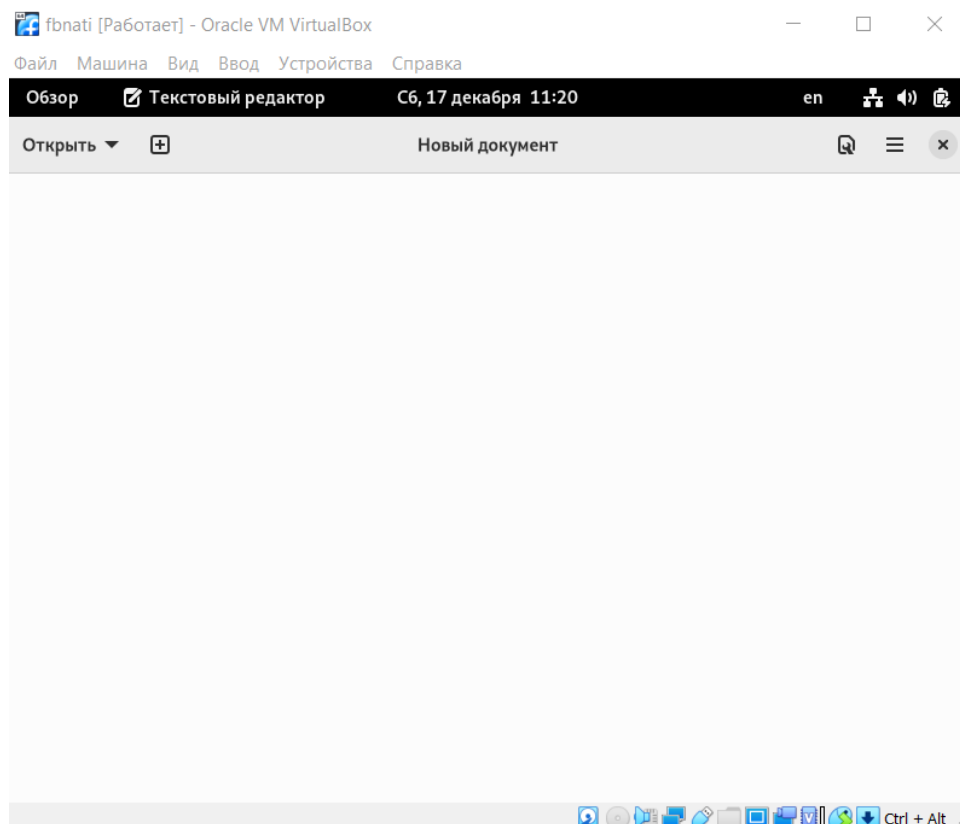 fbnati [Работает] - Oracle VM VirtualBox
Файл Машина Вид Ввод Устройства Справка
Обзор Текстовый редактор Сб, 17 декабря 11:20 en
Открыть Новый документ
Ctrl + Alt